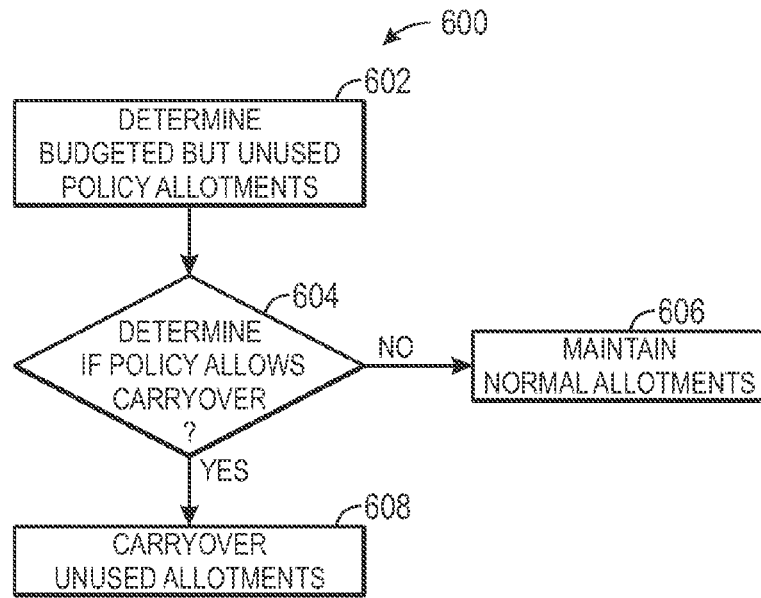 600
602
DETERMINE
BUDGETED BUT UNUSED
POLICY ALLOTMENTS
604
DETERMINE
IF POLICY ALLOWS
CARRYOVER
?
NO
606
MAINTAIN
NORMAL ALLOTMENTS
YES
608
CARRYOVER
UNUSED ALLOTMENTS